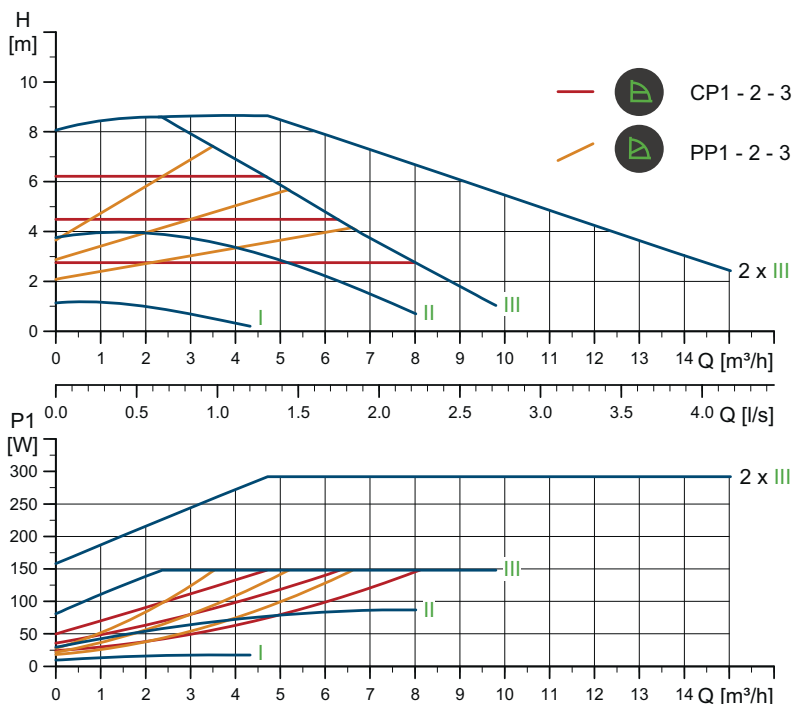 H
[m]
10
8
6
4
2
0
CP1 - 2 - 3
PP1 - 2 - 3
I
II
III
2 x III
0 1 2 3 4 5 6 7 8 9 10 11 12 13 14 Q [m³/h]
0.0 0.5 1.0 1.5 2.0 2.5 3.0 3.5 4.0 Q [l/s]
P1
[W]
300
250
200
150
100
50
0
2 x III
III
II
I
0 1 2 3 4 5 6 7 8 9 10 11 12 13 14 Q [m³/h]